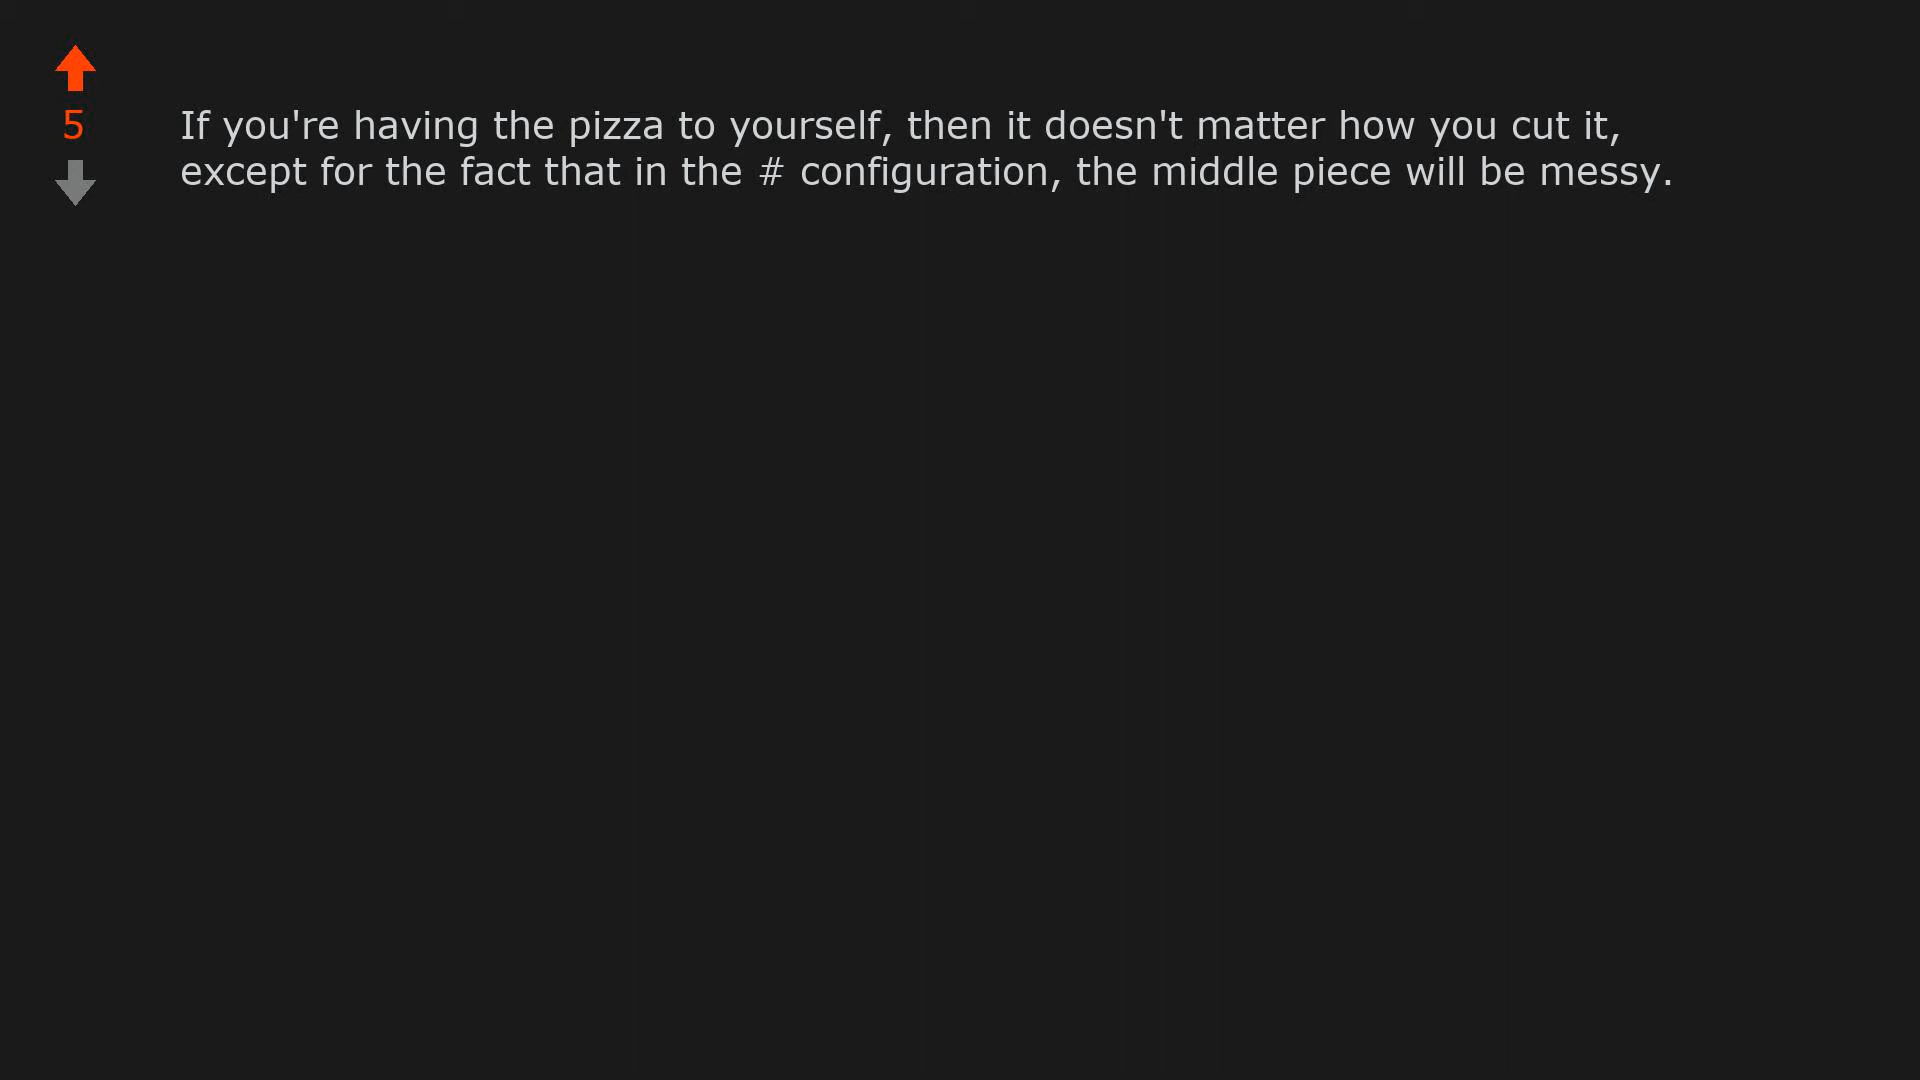 5
If you're having the pizza to yourself, then it doesn't matter how you cut it,
except for the fact that in the # configuration, the middle piece will be messy.